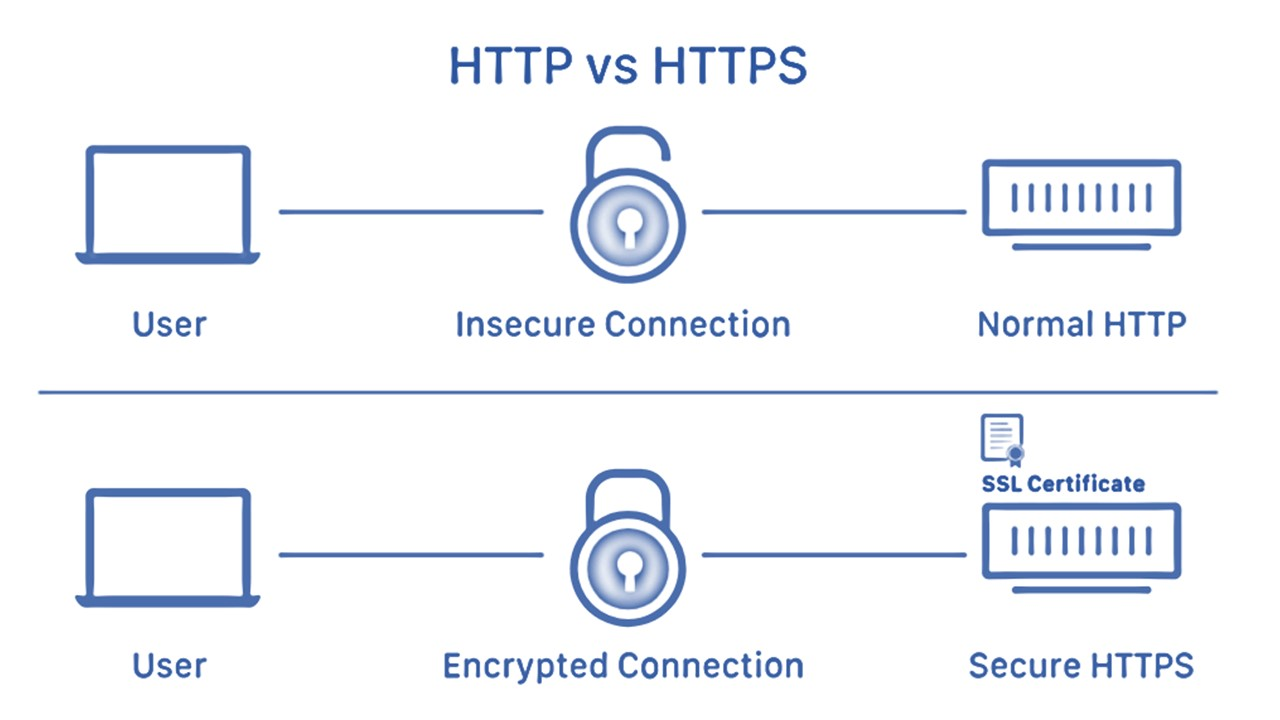 HTTP vs HTTPS
User
Insecure Connection
Normal HTTP
SSL Certificate
User
Encrypted Connection
Secure HTTPS